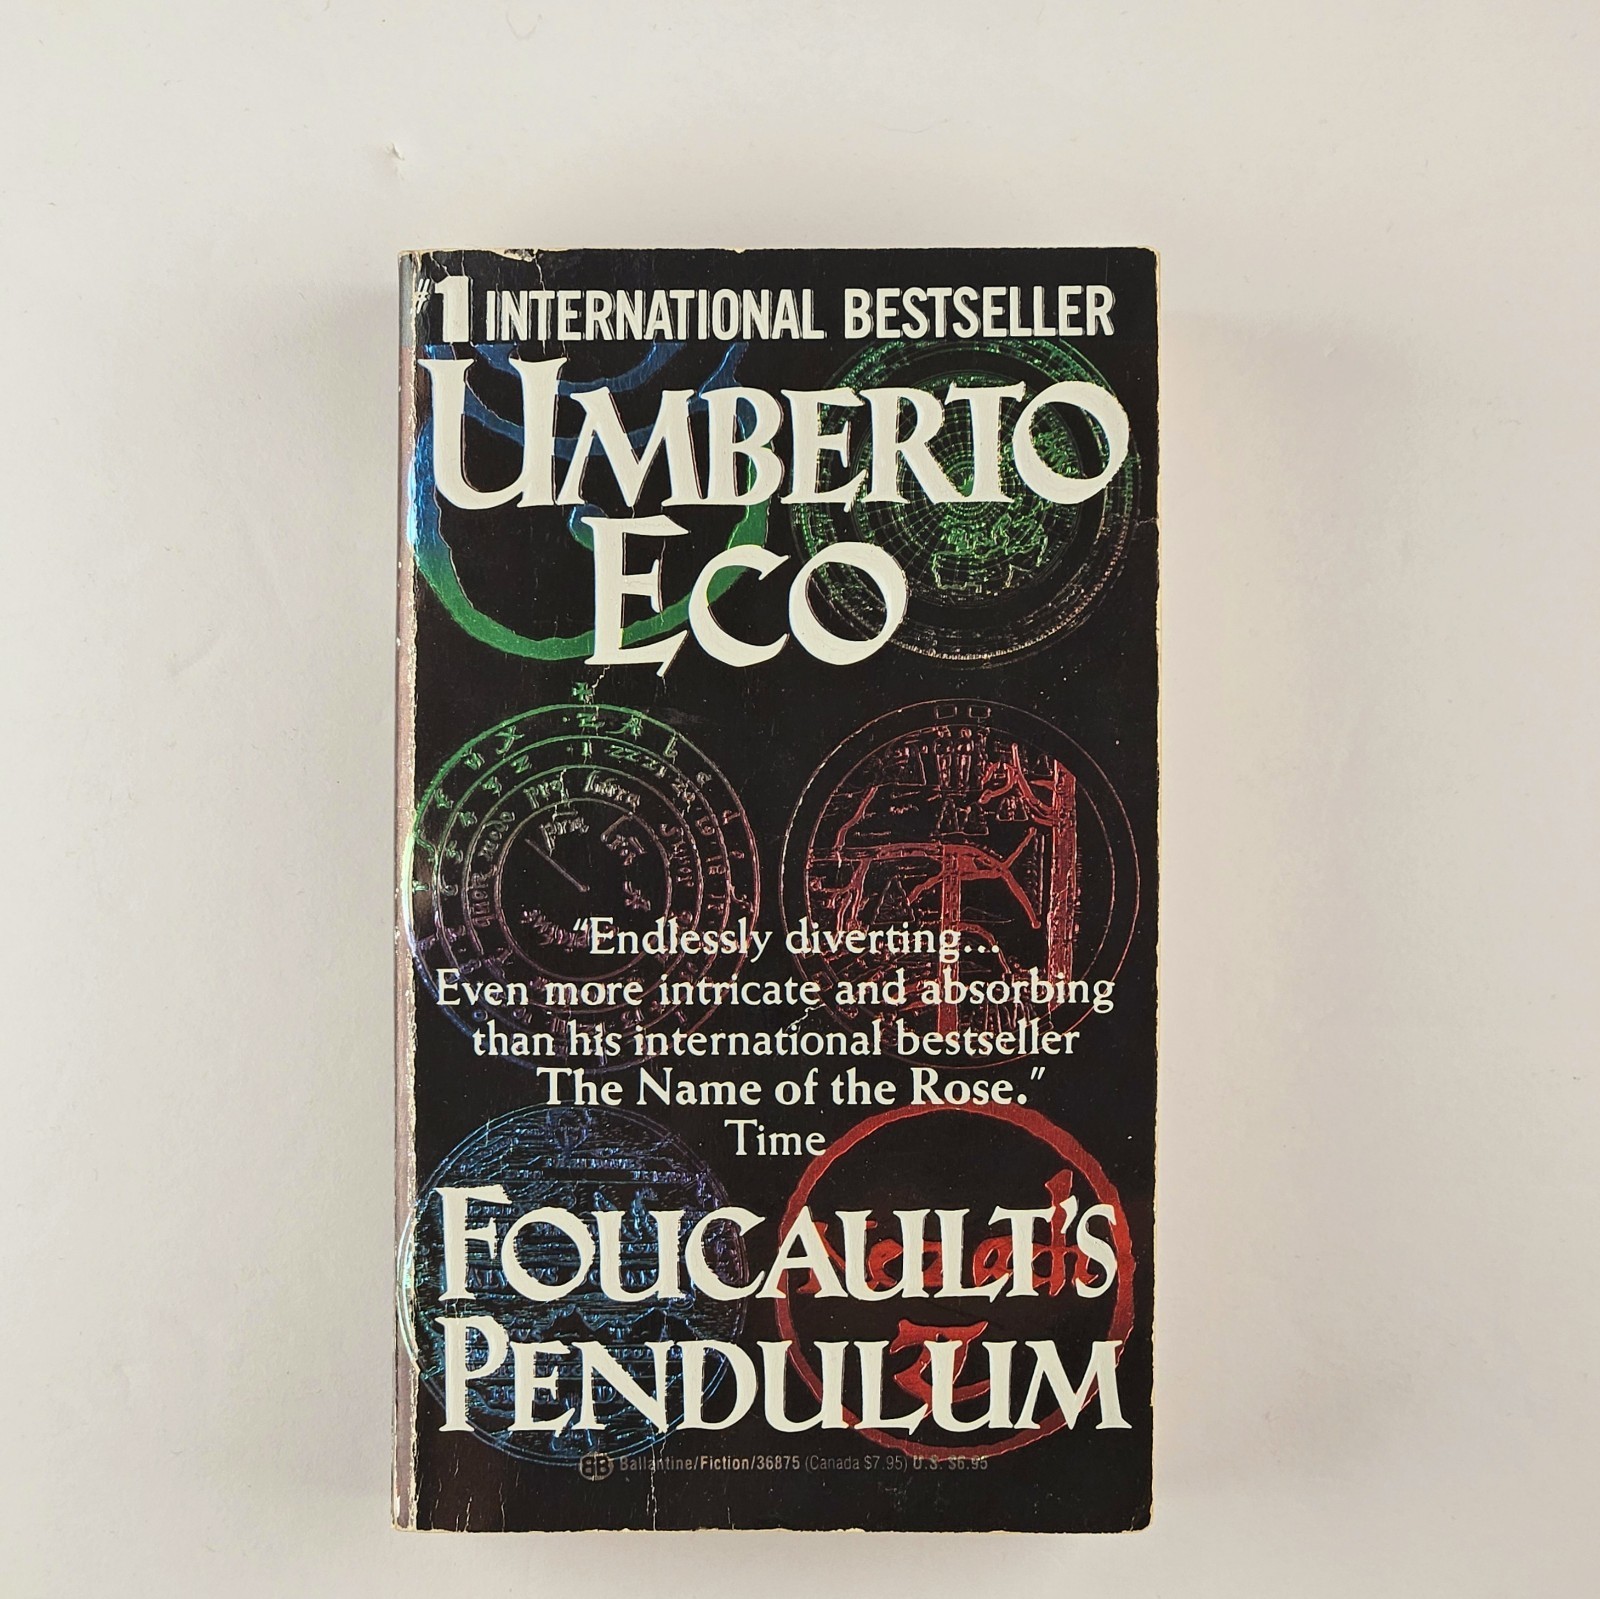 #1 INTERNATIONAL BESTSELLER
UMBERTO
ECO
"Endlessly diverting...
Even more intricate and absorbing
than his international bestseller
The Name of the Rose."
Time
FOUCAULT'S
PENDULUM
BB Ballantine/Fiction/36875 (Canada $7.95) U.S. $6.95